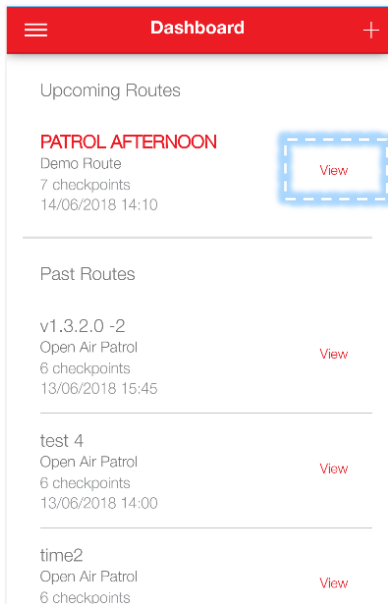 Dashboard
Upcoming Routes
PATROL AFTERNOON
Demo Route
View
7 checkpoints
14/06/2018 14:10
Past Routes
v1.3.2.0 -2
Open Air Patrol
View
6 checkpoints
13/06/2018 15:45
test 4
Open Air Patrol
View
6 checkpoints
13/06/2018 14:00
time2
Open Air Patrol
View
6 checkpoints